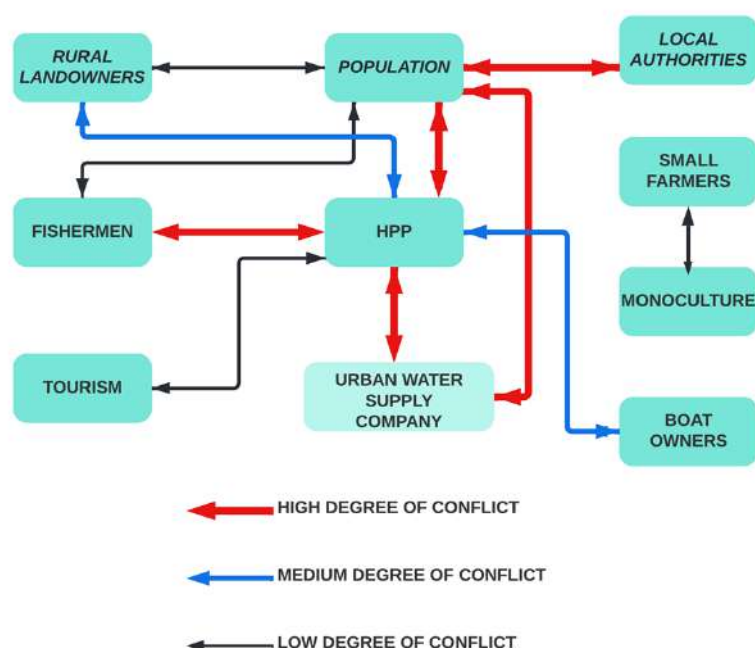 RURAL
LANDOWNERS
POPULATION
LOCAL
AUTHORITIES
SMALL
FARMERS
FISHERMEN
HPP
MONOCULTURE
TOURISM
URBAN WATER
SUPPLY
COMPANY
BOAT
OWNERS
HIGH DEGREE OF CONFLICT
MEDIUM DEGREE OF CONFLICT
LOW DEGREE OF CONFLICT